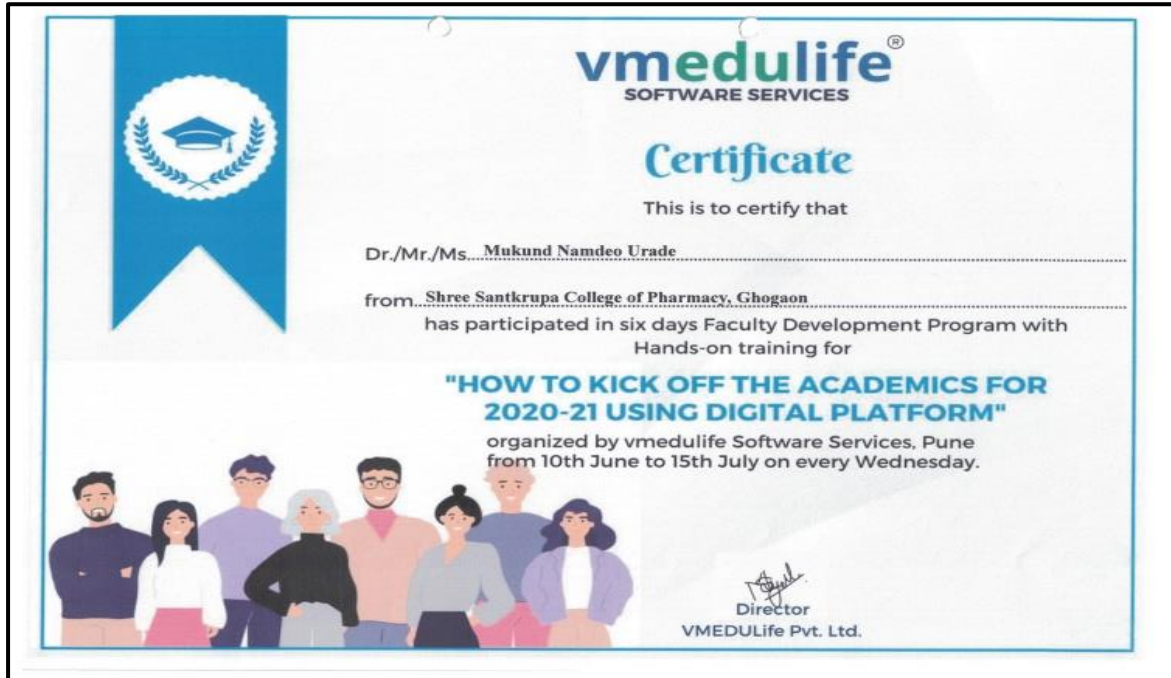 vmedulife®
SOFTWARE SERVICES
Certificate
This is to certify that
Dr./Mr./Ms. Mukund Namdeo Urade
from Shree Santkrupa College of Pharmacy, Ghogaon
has participated in six days Faculty Development Program with
Hands-on training for
"HOW TO KICK OFF THE ACADEMICS FOR
2020-21 USING DIGITAL PLATFORM"
organized by vmedulife Software Services, Pune
from 10th June to 15th July on every Wednesday.
Director
VMEDULife Pvt. Ltd.